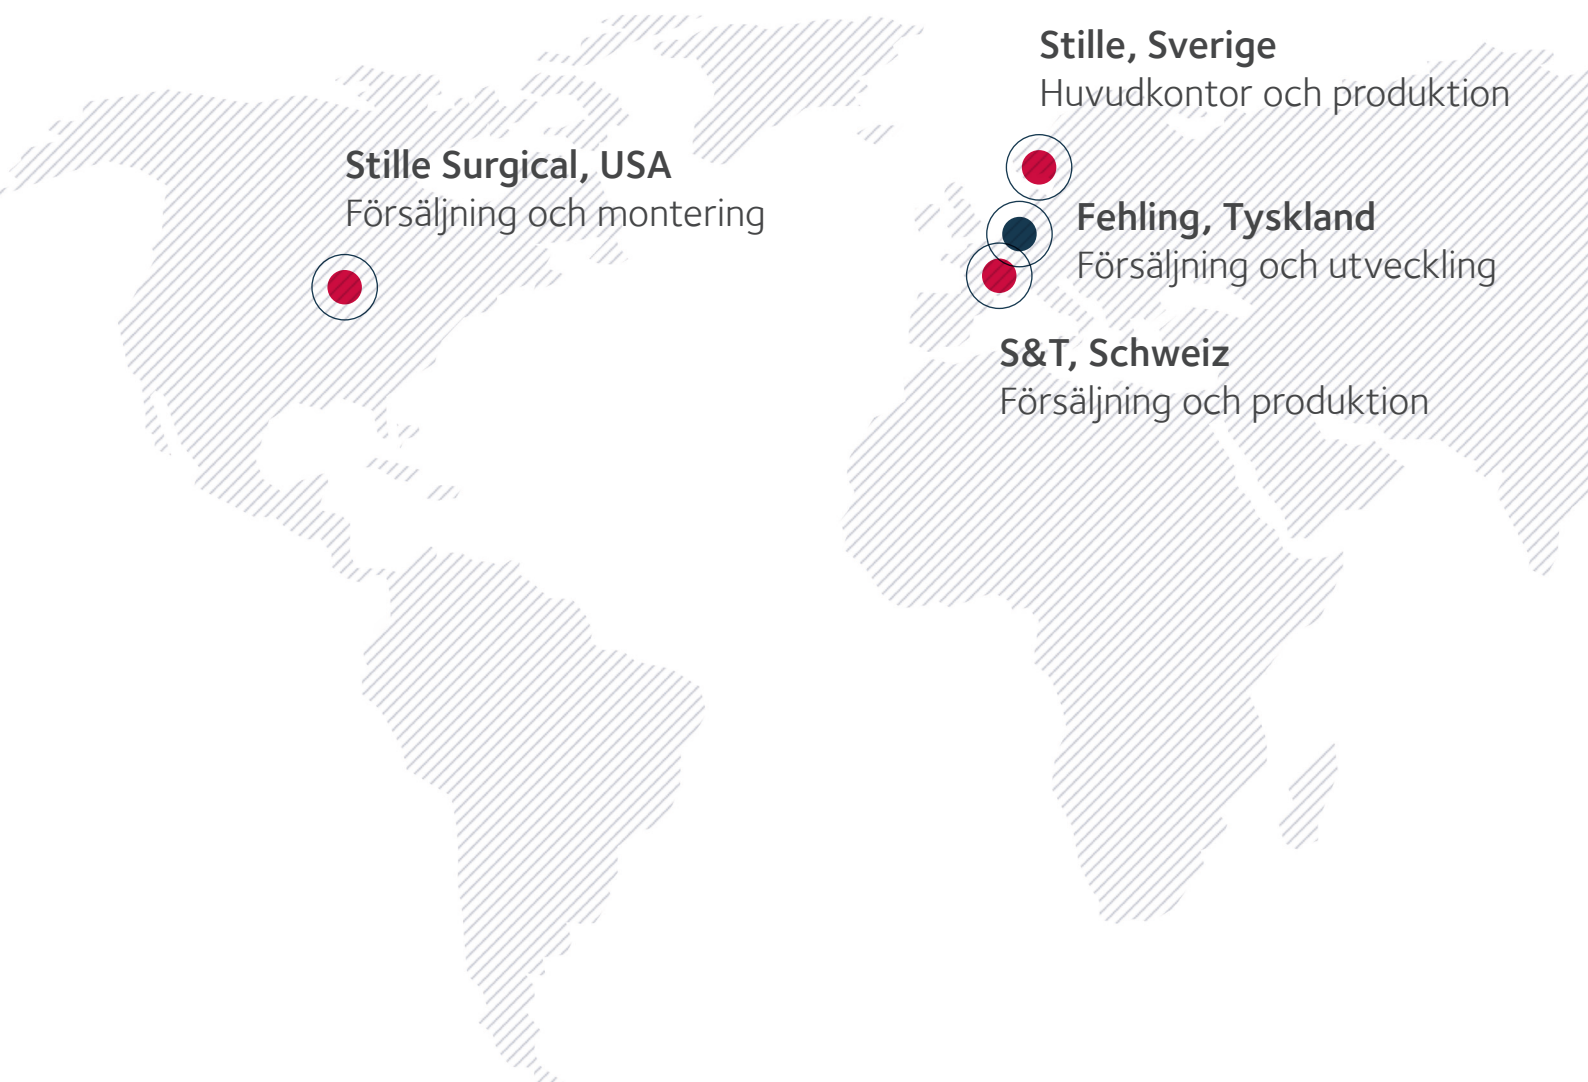 Stille, Sverige
Huvudkontor och produktion
Stille Surgical, USA
Försäljning och montering
Fehling, Tyskland
Försäljning och utveckling
S&T, Schweiz
Försäljning och produktion